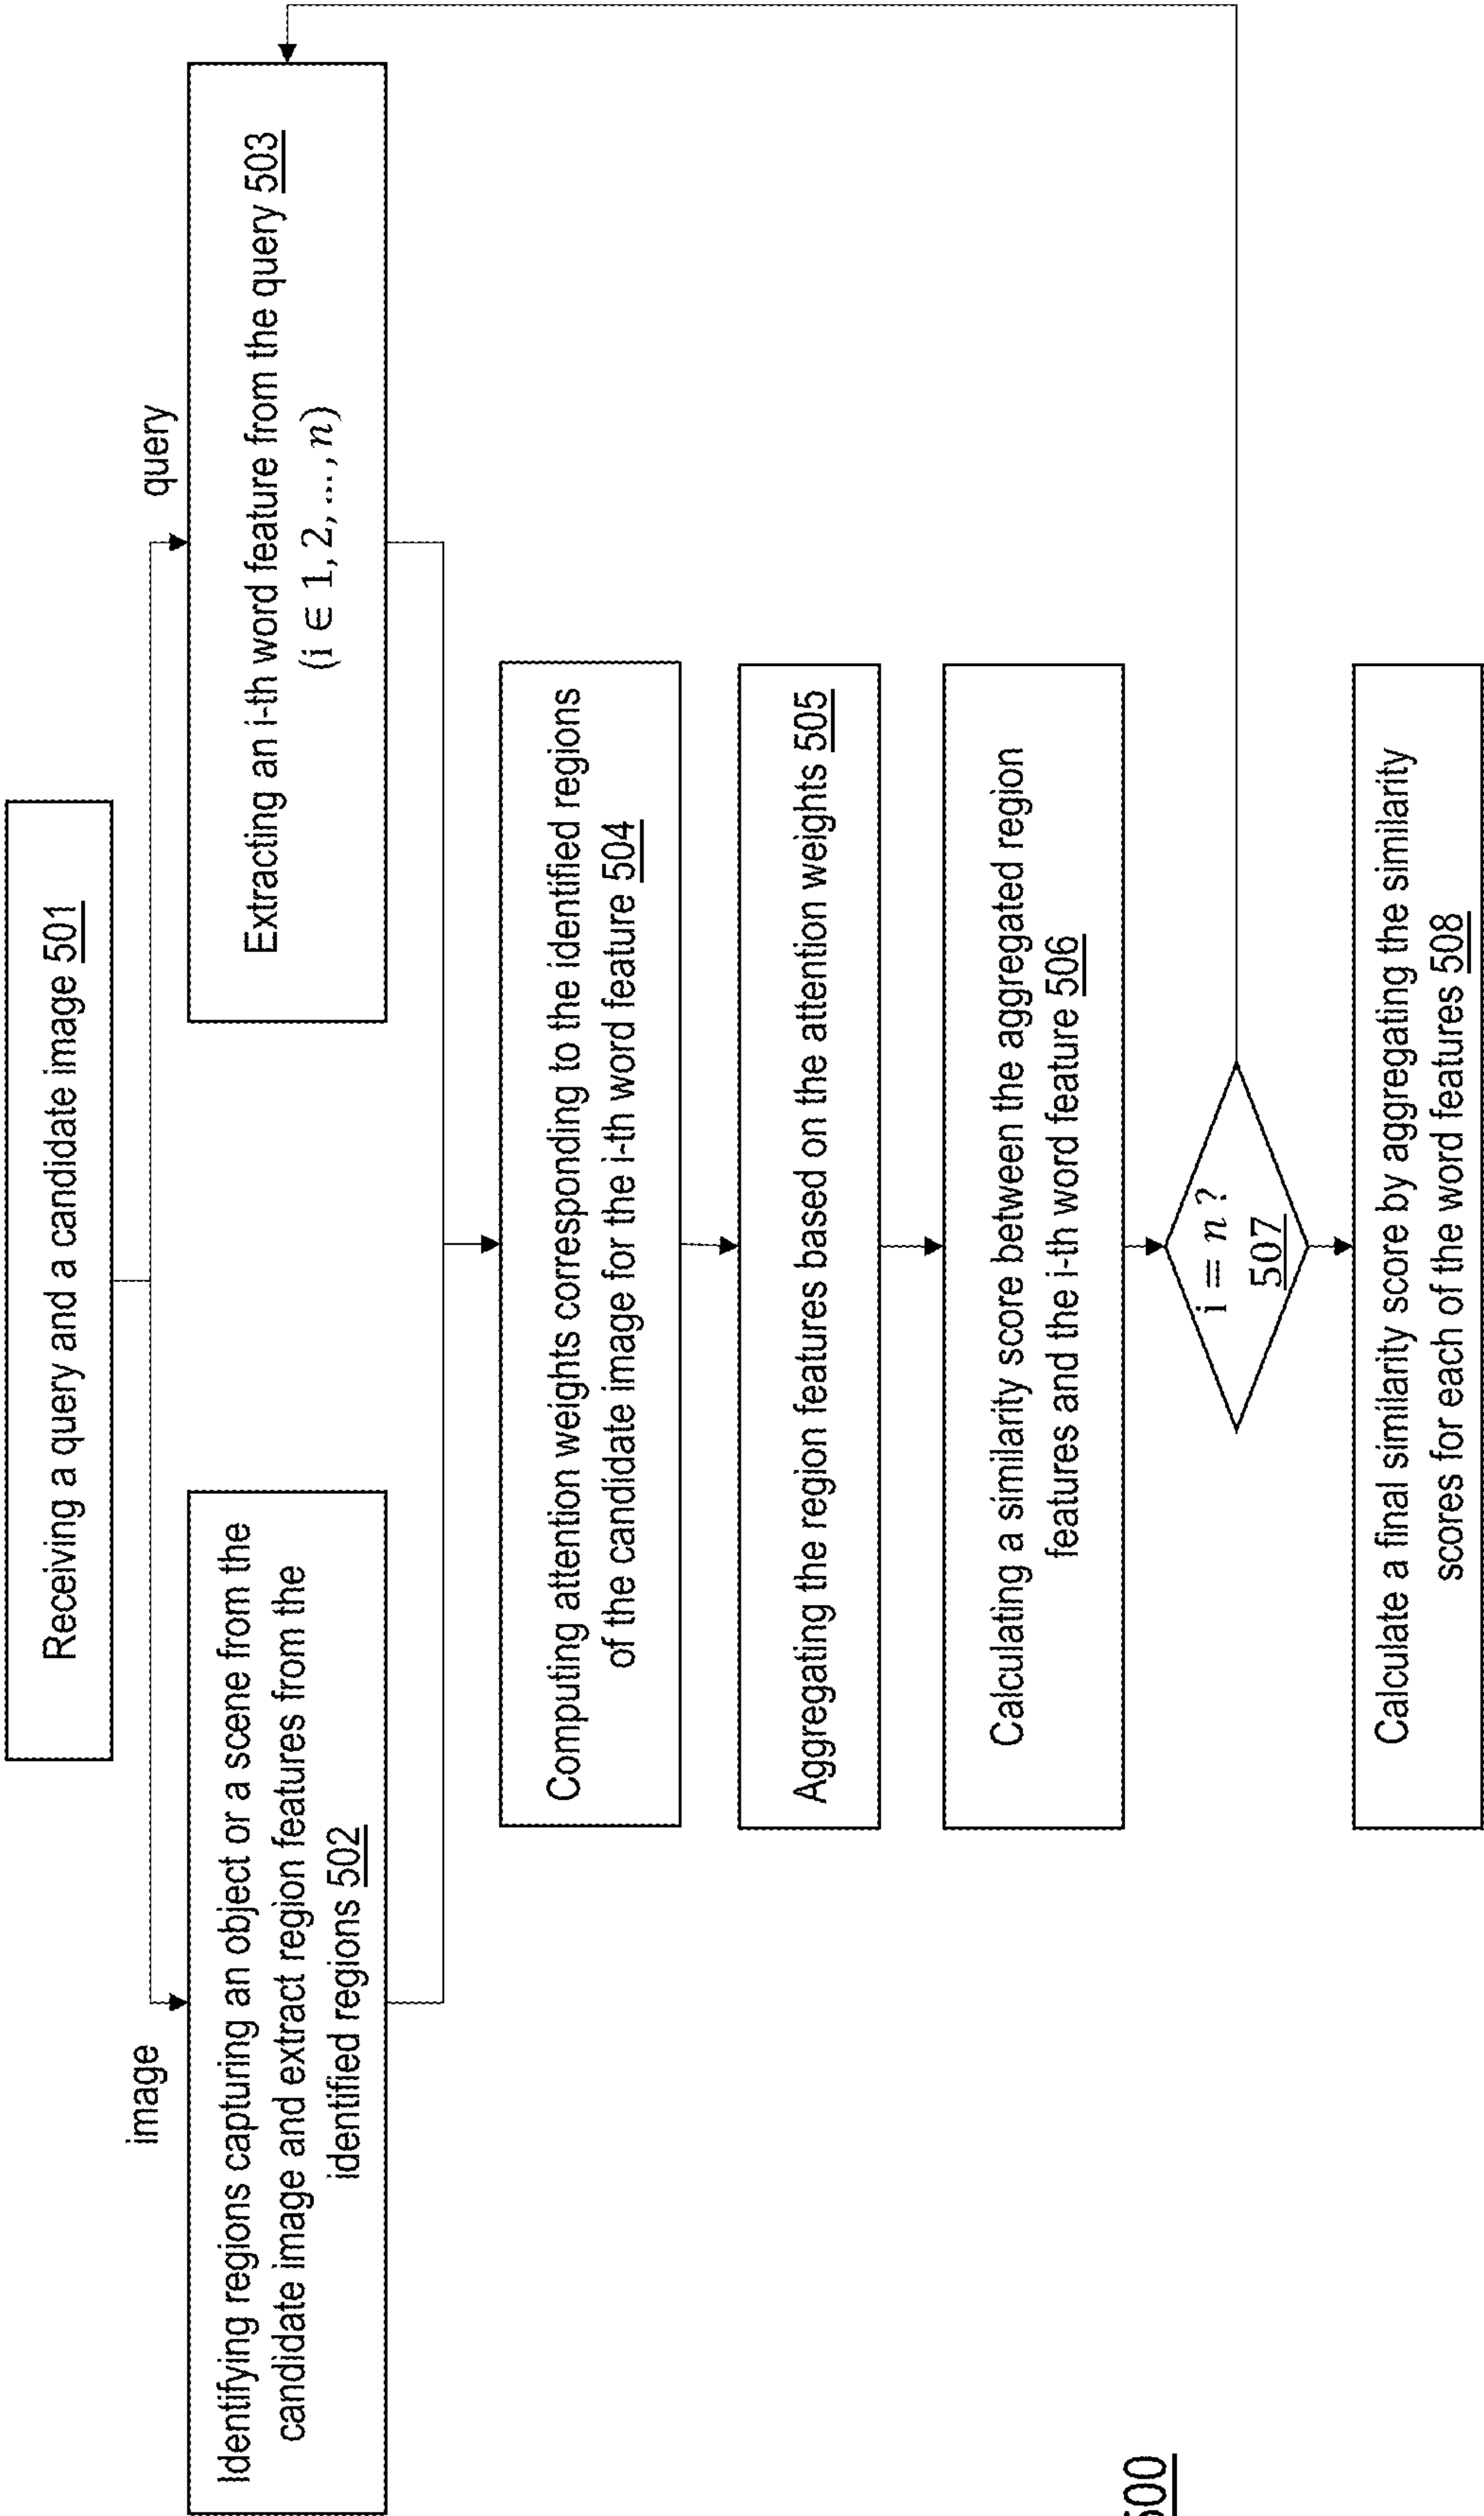 Receiving a query and a candidate image 501
image
query
Identifying regions capturing an object or a scene from the
candidate image and extract region features from the
identified regions 502
Extracting an i-th word feature from the query 503
(i ∈ 1, 2, … , n)
Computing attention weights corresponding to the identified regions
of the candidate image for the i-th word feature 504
Aggregating the region features based on the attention weights 505
Calculating a similarity score between the aggregated region
features and the i-th word feature 506
i = n ?
507
Calculate a final similarity score by aggregating the similarity
scores for each of the word features 508
500